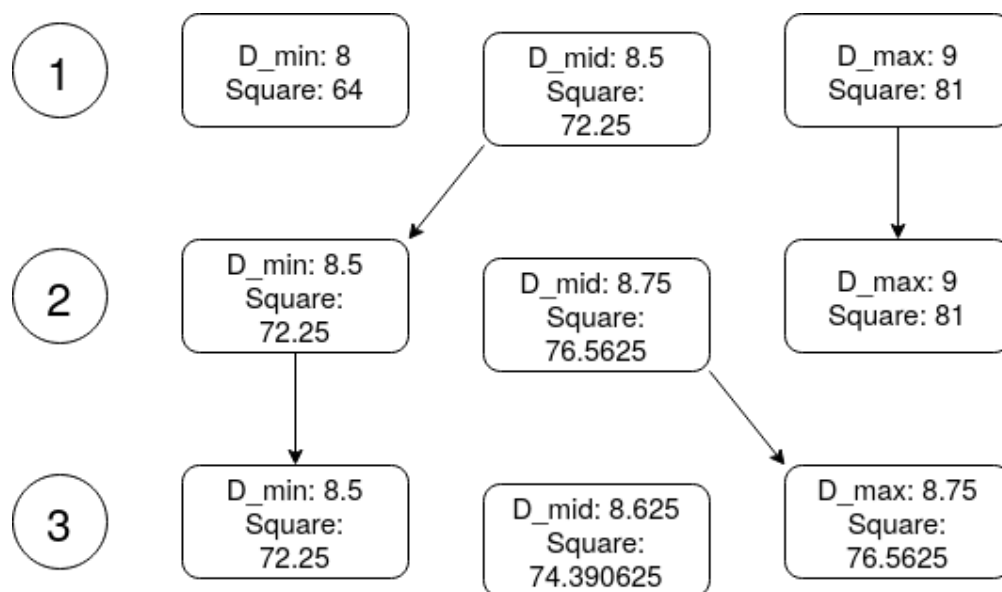 1
D_min: 8
Square: 64
D_mid: 8.5
Square:
72.25
D_max: 9
Square: 81
2
D_min: 8.5
Square:
72.25
D_mid: 8.75
Square:
76.5625
D_max: 9
Square: 81
3
D_min: 8.5
Square:
72.25
D_mid: 8.625
Square:
74.390625
D_max: 8.75
Square:
76.5625